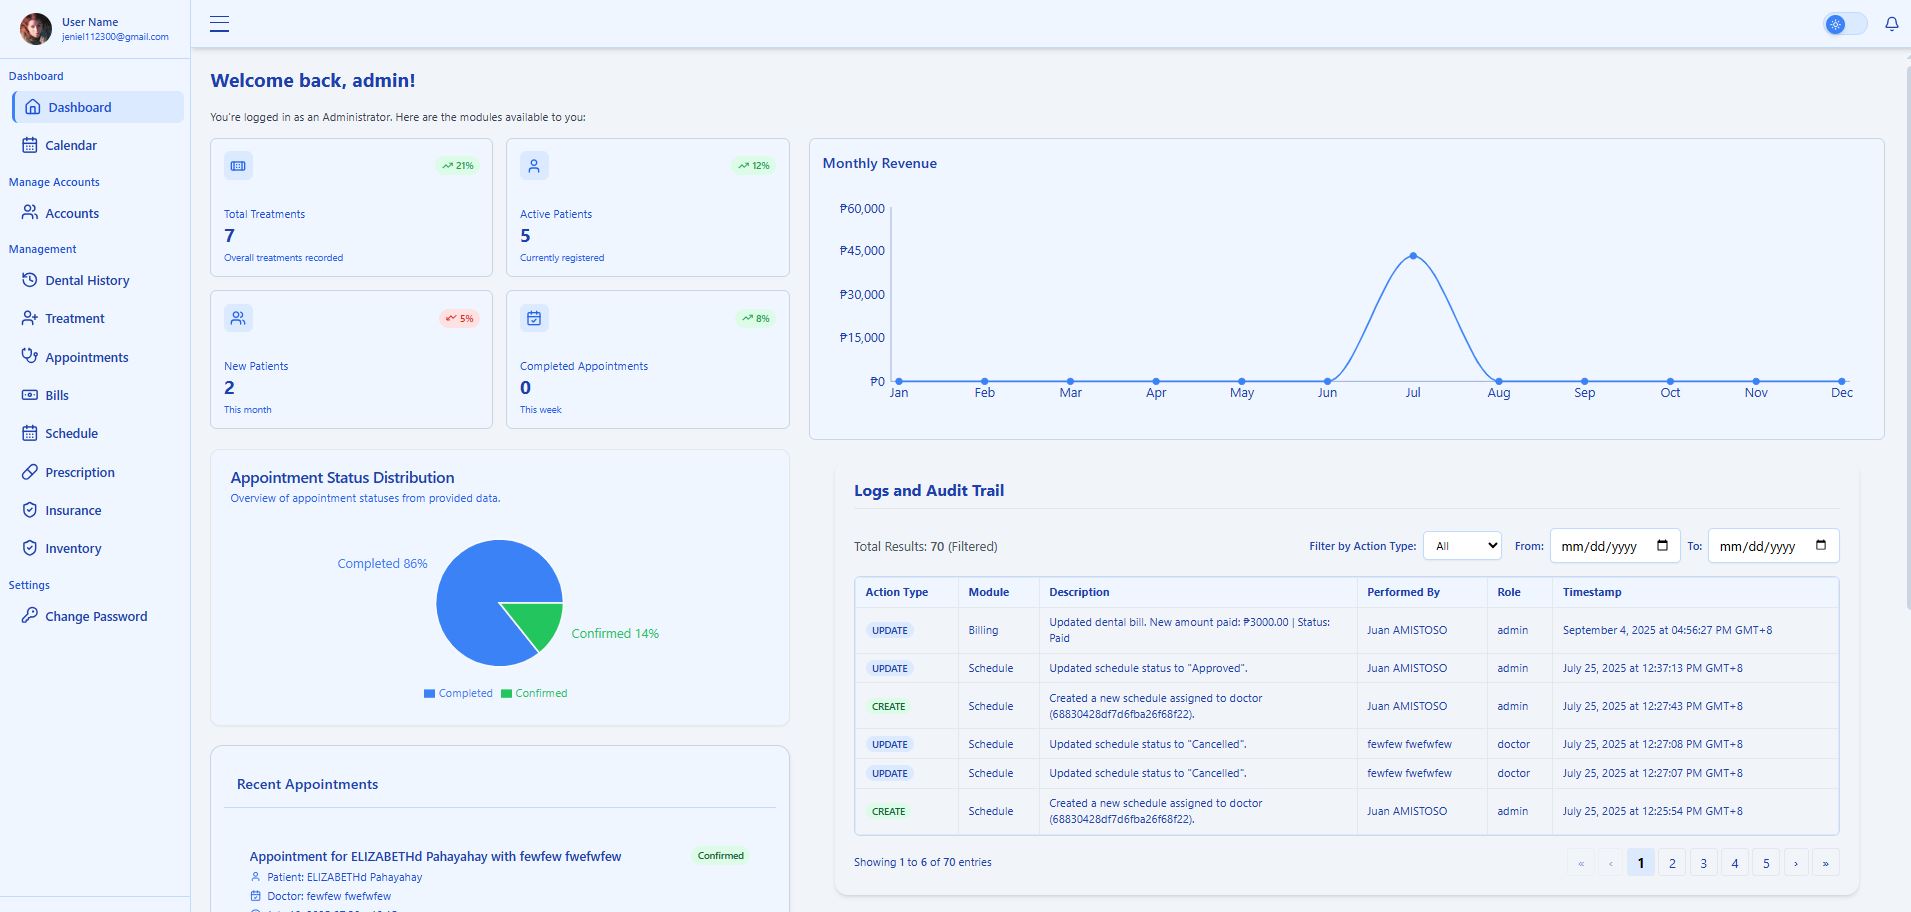 User Name
jeniel112300@gmail.com
Dashboard
Dashboard
Calendar
Manage Accounts
Accounts
Management
Dental History
Treatment
Appointments
Bills
Schedule
Prescription
Insurance
Inventory
Settings
Change Password
Welcome back, admin!
You're logged in as an Administrator. Here are the modules available to you:
21%
Total Treatments
7
Overall treatments recorded
12%
Active Patients
5
Currently registered
5%
New Patients
2
This month
8%
Completed Appointments
0
This week
Monthly Revenue
₱60,000
₱45,000
₱30,000
₱15,000
₱0
Jan Feb Mar Apr May Jun Jul Aug Sep Oct Nov Dec
Appointment Status Distribution
Overview of appointment statuses from provided data.
Completed 86%
Confirmed 14%
Completed Confirmed
Recent Appointments
Appointment for ELIZABETHd Pahayahay with fewfew fwefwfew Confirmed
Patient: ELIZABETHd Pahayahay
Doctor: fewfew fwefwfew
Logs and Audit Trail
Total Results: 70 (Filtered) Filter by Action Type: All From: mm/dd/yyyy To: mm/dd/yyyy
Action Type Module Description Performed By Role Timestamp
UPDATE Billing Updated dental bill. New amount paid: ₱3000.00 | Status:
Paid Juan AMISTOSO admin September 4, 2025 at 04:56:27 PM GMT+8
UPDATE Schedule Updated schedule status to "Approved". Juan AMISTOSO admin July 25, 2025 at 12:37:13 PM GMT+8
CREATE Schedule Created a new schedule assigned to doctor
(68830428df7d6fba26f68f22). Juan AMISTOSO admin July 25, 2025 at 12:27:43 PM GMT+8
UPDATE Schedule Updated schedule status to "Cancelled". fewfew fwefwfew doctor July 25, 2025 at 12:27:08 PM GMT+8
UPDATE Schedule Updated schedule status to "Cancelled". fewfew fwefwfew doctor July 25, 2025 at 12:27:07 PM GMT+8
CREATE Schedule Created a new schedule assigned to doctor
(68830428df7d6fba26f68f22). Juan AMISTOSO admin July 25, 2025 at 12:25:54 PM GMT+8
Showing 1 to 6 of 70 entries « ‹ 1 2 3 4 5 › »